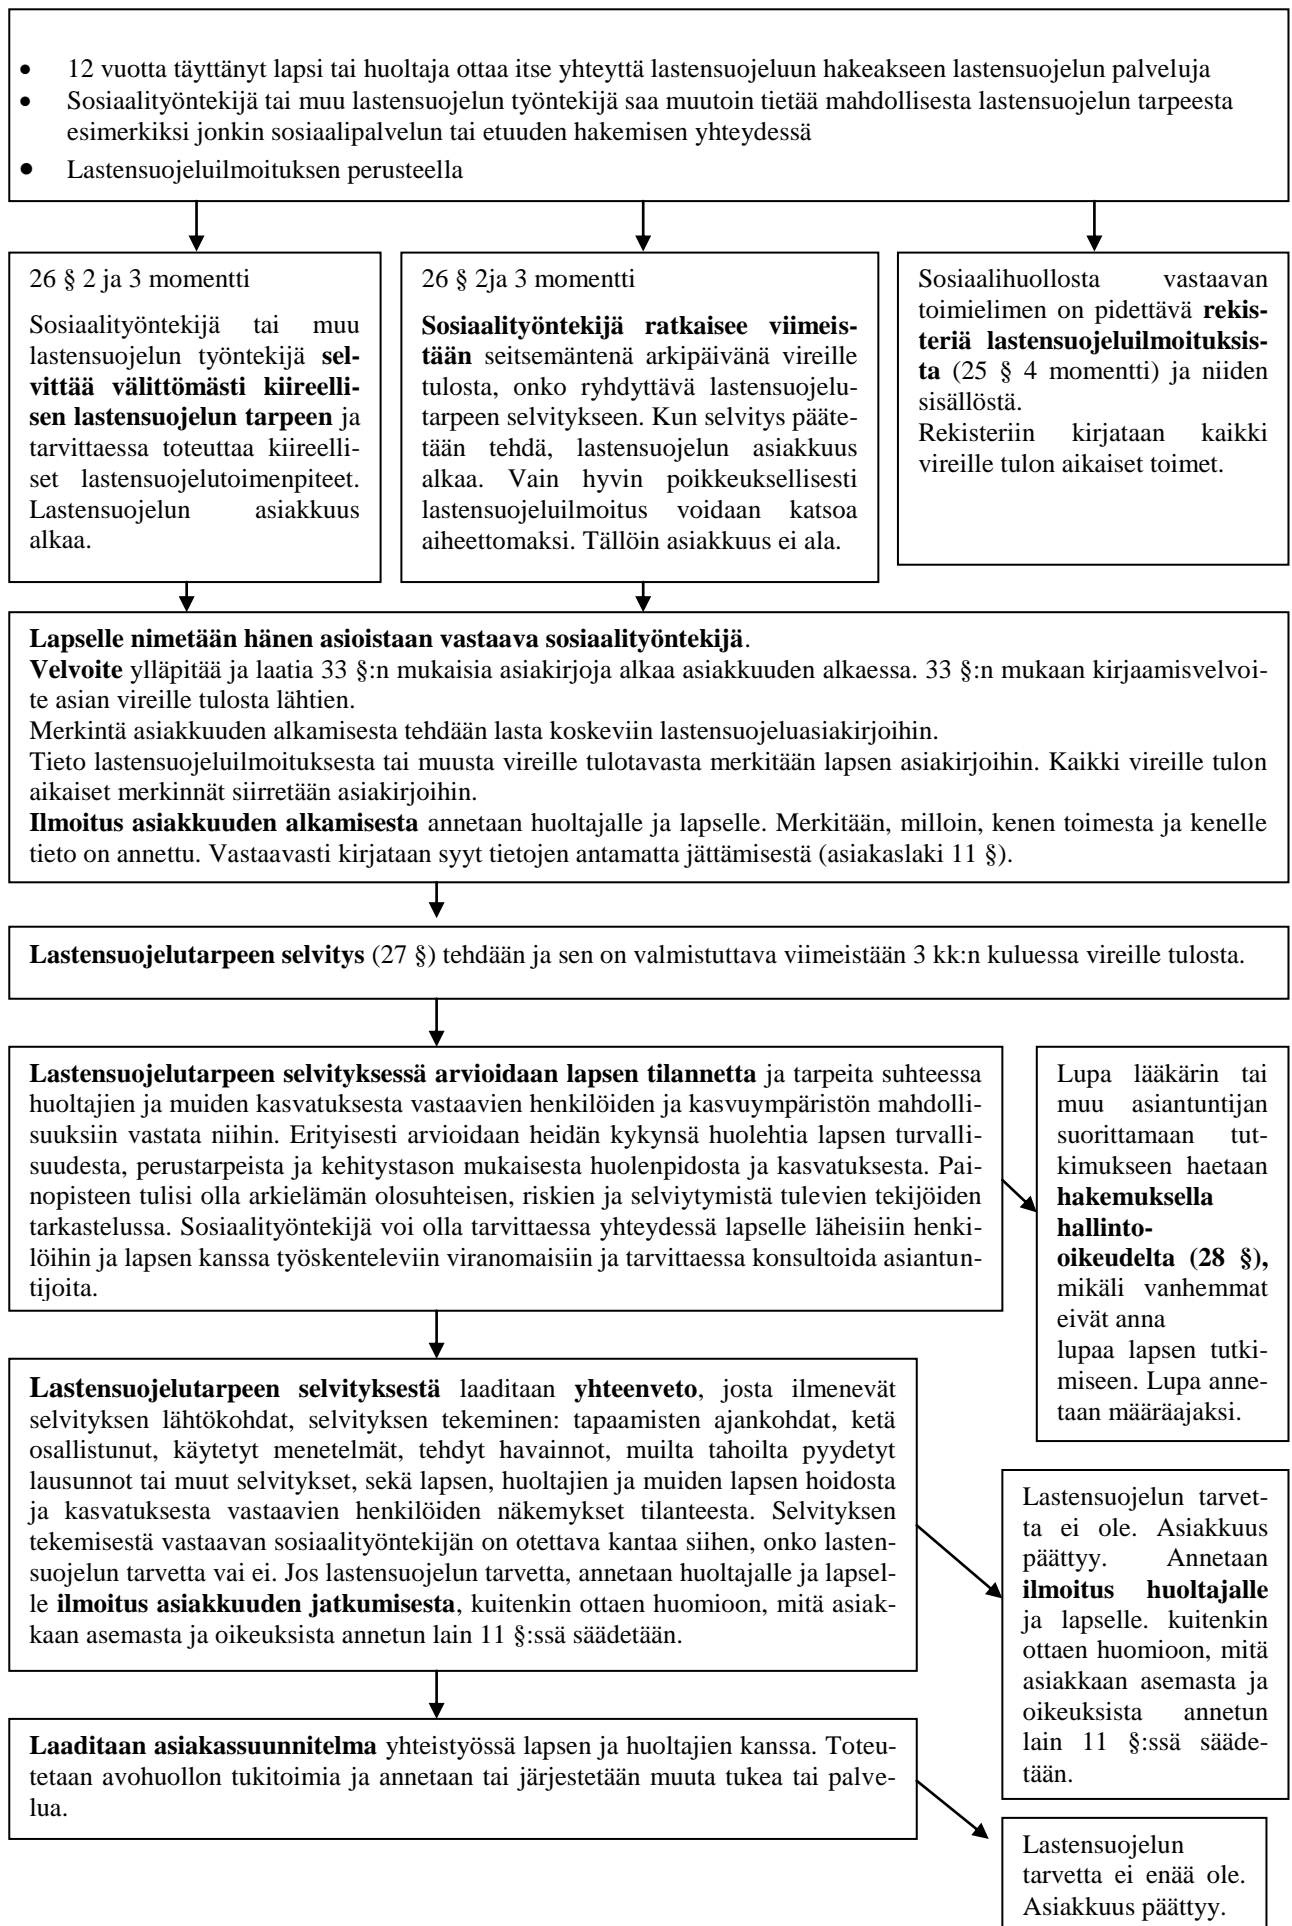 • 12 vuotta täyttänyt lapsi tai huoltaja ottaa itse yhteyttä lastensuojeluun hakeakseen lastensuojelun palveluja
• Sosiaalityöntekijä tai muu lastensuojelun työntekijä saa muutoin tietää mahdollisesta lastensuojelun tarpeesta
esimerkiksi jonkin sosiaalipalvelun tai etuuden hakemisen yhteydessä
• Lastensuojeluilmoituksen perusteella
26 § 2 ja 3 momentti
Sosiaalityöntekijä tai muu
lastensuojelun työntekijä sel-
vittää välittömästi kiireelli-
sen lastensuojelun tarpeen ja
tarvittaessa toteuttaa kiireelli-
set lastensuojelutoimenpiteet.
Lastensuojelun asiakkuus
alkaa.
26 § 2ja 3 momentti
Sosiaalityöntekijä ratkaisee viimeis-
tään seitsemäntenä arkipäivänä vireille
tulosta, onko ryhdyttävä lastensuojelu-
tarpeen selvitykseen. Kun selvitys pääte-
tään tehdä, lastensuojelun asiakkuus
alkaa. Vain hyvin poikkeuksellisesti
lastensuojeluilmoitus voidaan katsoa
aiheettomaksi. Tällöin asiakkuus ei ala.
Sosiaalihuollosta vastaavan
toimielimen on pidettävä rekis-
teriä lastensuojeluilmoituksis-
ta (25 § 4 momentti) ja niiden
sisällöstä.
Rekisteriin kirjataan kaikki
vireille tulon aikaiset toimet.
Lapselle nimetään hänen asioistaan vastaava sosiaalityöntekijä.
Velvoite ylläpitää ja laatia 33 §:n mukaisia asiakirjoja alkaa asiakkuuden alkaessa. 33 §:n mukaan kirjaamisvelvoi-
te asian vireille tulosta lähtien.
Merkintä asiakkuuden alkamisesta tehdään lasta koskeviin lastensuojeluasiakirjoihin.
Tieto lastensuojeluilmoituksesta tai muusta vireille tulotavasta merkitään lapsen asiakirjoihin. Kaikki vireille tulon
aikaiset merkinnät siirretään asiakirjoihin.
Ilmoitus asiakkuuden alkamisesta annetaan huoltajalle ja lapselle. Merkitään, milloin, kenen toimesta ja kenelle
tieto on annettu. Vastaavasti kirjataan syyt tietojen antamatta jättämisestä (asiakaslaki 11 §).
Lastensuojelutarpeen selvitys (27 §) tehdään ja sen on valmistuttava viimeistään 3 kk:n kuluessa vireille tulosta.
Lastensuojelutarpeen selvityksessä arvioidaan lapsen tilannetta ja tarpeita suhteessa
huoltajien ja muiden kasvatuksesta vastaavien henkilöiden ja kasvuympäristön mahdolli-
suuksiin vastata niihin. Erityisesti arvioidaan heidän kykynsä huolehtia lapsen turvalli-
suudesta, perustarpeista ja kehitystason mukaisesta huolenpidosta ja kasvatuksesta. Pai-
nopisteen tulisi olla arkielämän olosuhteisen, riskien ja selviytymistä tulevien tekijöiden
tarkastelussa. Sosiaalityöntekijä voi olla tarvittaessa yhteydessä lapselle läheisiin henki-
löihin ja lapsen kanssa työskenteleviin viranomaisiin ja tarvittaessa konsultoida asiantun-
tijoita.
Lupa lääkärin tai
muu asiantuntijan
suorittamaan tut-
kimukseen haetaan
hakemuksella
hallinto-
oikeudelta (28 §),
mikäli vanhemmat
eivät anna
lupaa lapsen tutki-
miseen. Lupa anne-
taan määräajaksi.
Lastensuojelutarpeen selvityksestä laaditaan yhteenveto, josta ilmenevät
selvityksen lähtökohdat, selvityksen tekeminen: tapaamisten ajankohdat, ketä
osallistunut, käytetyt menetelmät, tehdyt havainnot, muilta tahoilta pyydetyt
lausunnot tai muut selvitykset, sekä lapsen, huoltajien ja muiden lapsen hoidosta
ja kasvatuksesta vastaavien henkilöiden näkemykset tilanteesta. Selvityksen
tekemisestä vastaavan sosiaalityöntekijän on otettava kantaa siihen, onko lasten-
suojelun tarvetta vai ei. Jos lastensuojelun tarvetta, annetaan huoltajalle ja lapsel-
le ilmoitus asiakkuuden jatkumisesta, kuitenkin ottaen huomioon, mitä asiak-
kaan asemasta ja oikeuksista annetun lain 11 §:ssä säädetään.
Lastensuojelun tarvet-
ta ei ole. Asiakkuus
päättyy. Annetaan
ilmoitus huoltajalle
ja lapselle. kuitenkin
ottaen huomioon, mitä
asiakkaan asemasta ja
oikeuksista annetun
lain 11 §:ssä sääde-
tään.
Laaditaan asiakassuunnitelma yhteistyössä lapsen ja huoltajien kanssa. Toteu-
tetaan avohuollon tukitoimia ja annetaan tai järjestetään muuta tukea tai palve-
lua.
Lastensuojelun
tarvetta ei enää ole.
Asiakkuus päättyy.